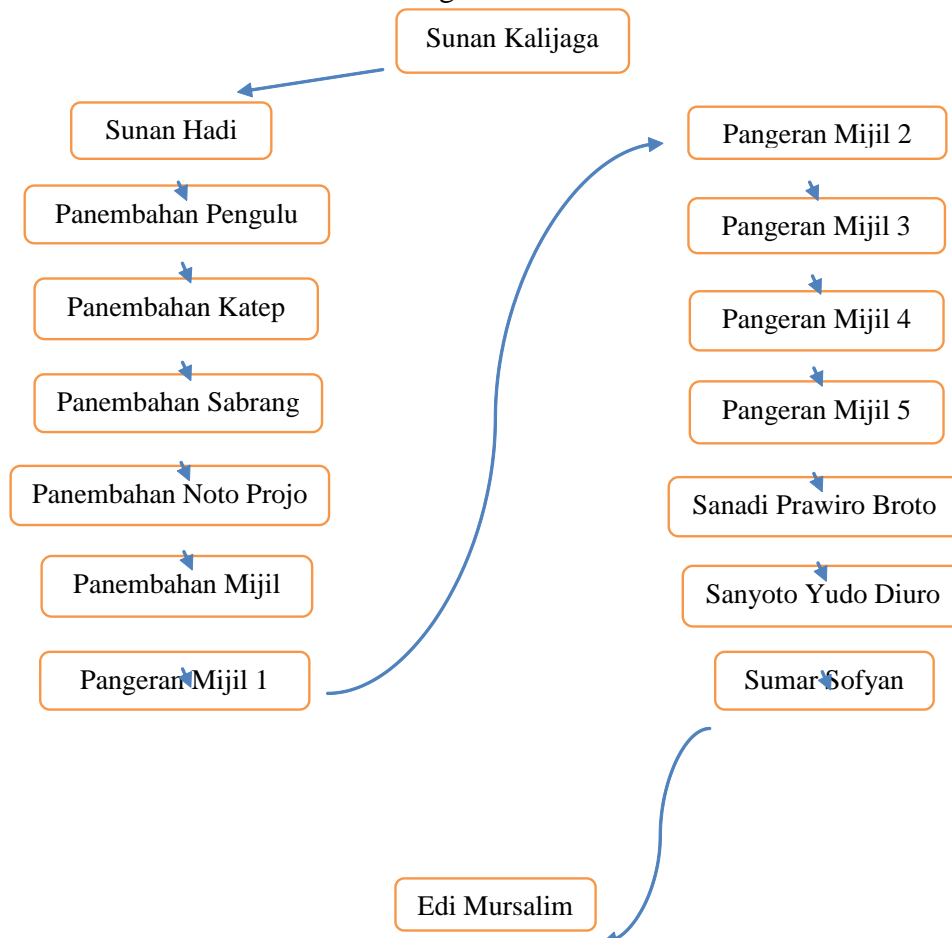 Sunan Kalijaga
Sunan Hadi
Panembahan Pengulu
Panembahan Katep
Panembahan Sabrang
Panembahan Noto Projo
Panembahan Mijil
Pangeran Mijil 1
Pangeran Mijil 2
Pangeran Mijil 3
Pangeran Mijil 4
Pangeran Mijil 5
Sanadi Prawiro Broto
Sanyoto Yudo Diuro
Sumar Sofyan
Edi Mursalim